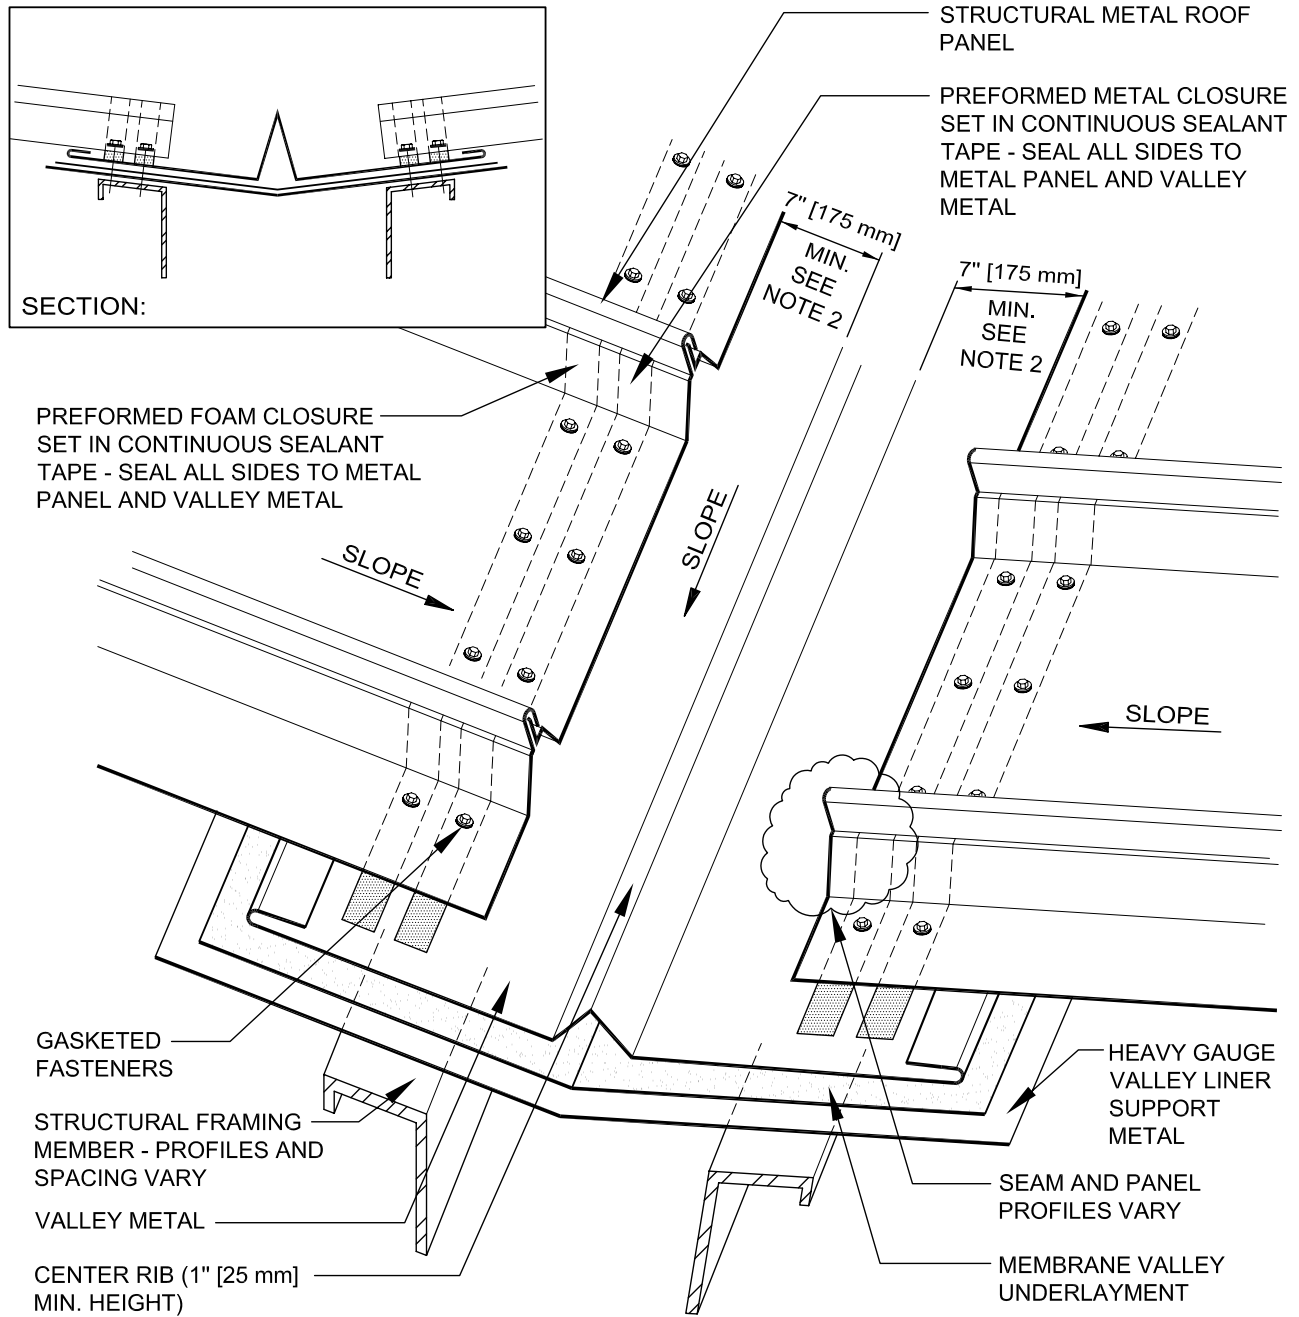 STRUCTURAL METAL ROOF
PANEL
PREFORMED METAL CLOSURE
SET IN CONTINUOUS SEALANT
TAPE - SEAL ALL SIDES TO
METAL PANEL AND VALLEY
METAL
SECTION:
7" [175 mm]
MIN.
SEE
NOTE 2
7" [175 mm]
MIN.
SEE
NOTE 2
PREFORMED FOAM CLOSURE
SET IN CONTINUOUS SEALANT
TAPE - SEAL ALL SIDES TO METAL
PANEL AND VALLEY METAL
SLOPE
SLOPE
SLOPE
GASKETED
FASTENERS
STRUCTURAL FRAMING
MEMBER - PROFILES AND
SPACING VARY
VALLEY METAL
CENTER RIB (1" [25 mm]
MIN. HEIGHT)
HEAVY GAUGE
VALLEY LINER
SUPPORT
METAL
SEAM AND PANEL
PROFILES VARY
MEMBRANE VALLEY
UNDERLAYMENT